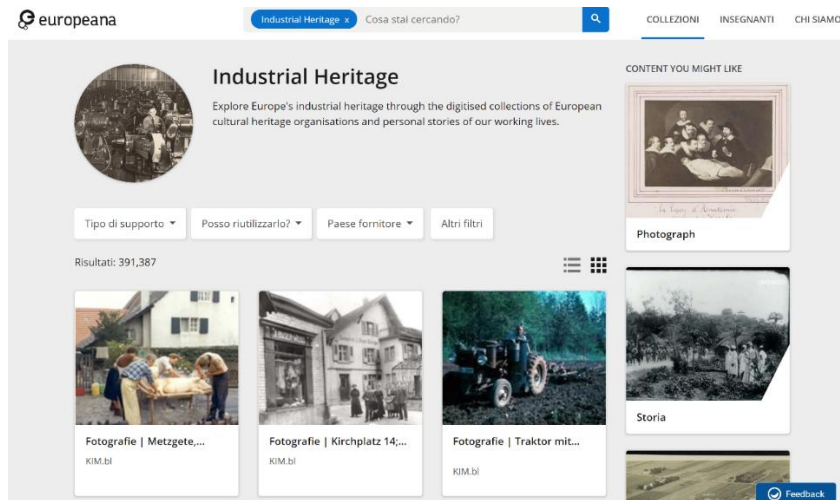 europeana
Industrial Heritage x
Cosa stai cercando?
COLLEZIONI
INSEGNANTI
CHI SIAMO
Industrial Heritage
Explore Europe's industrial heritage through the digitised collections of European
cultural heritage organisations and personal stories of our working lives.
CONTENT YOU MIGHT LIKE
Tipo di supporto
Posso riutilizzarlo?
Paese fornitore
Altri filtri
Risultati: 391,387
Photograph
Fotografie | Metzgete,...
KIM.bl
Fotografie | Kirchplatz 14;...
KIM.bl
Fotografie | Traktor mit...
KIM.bl
Storia
Feedback